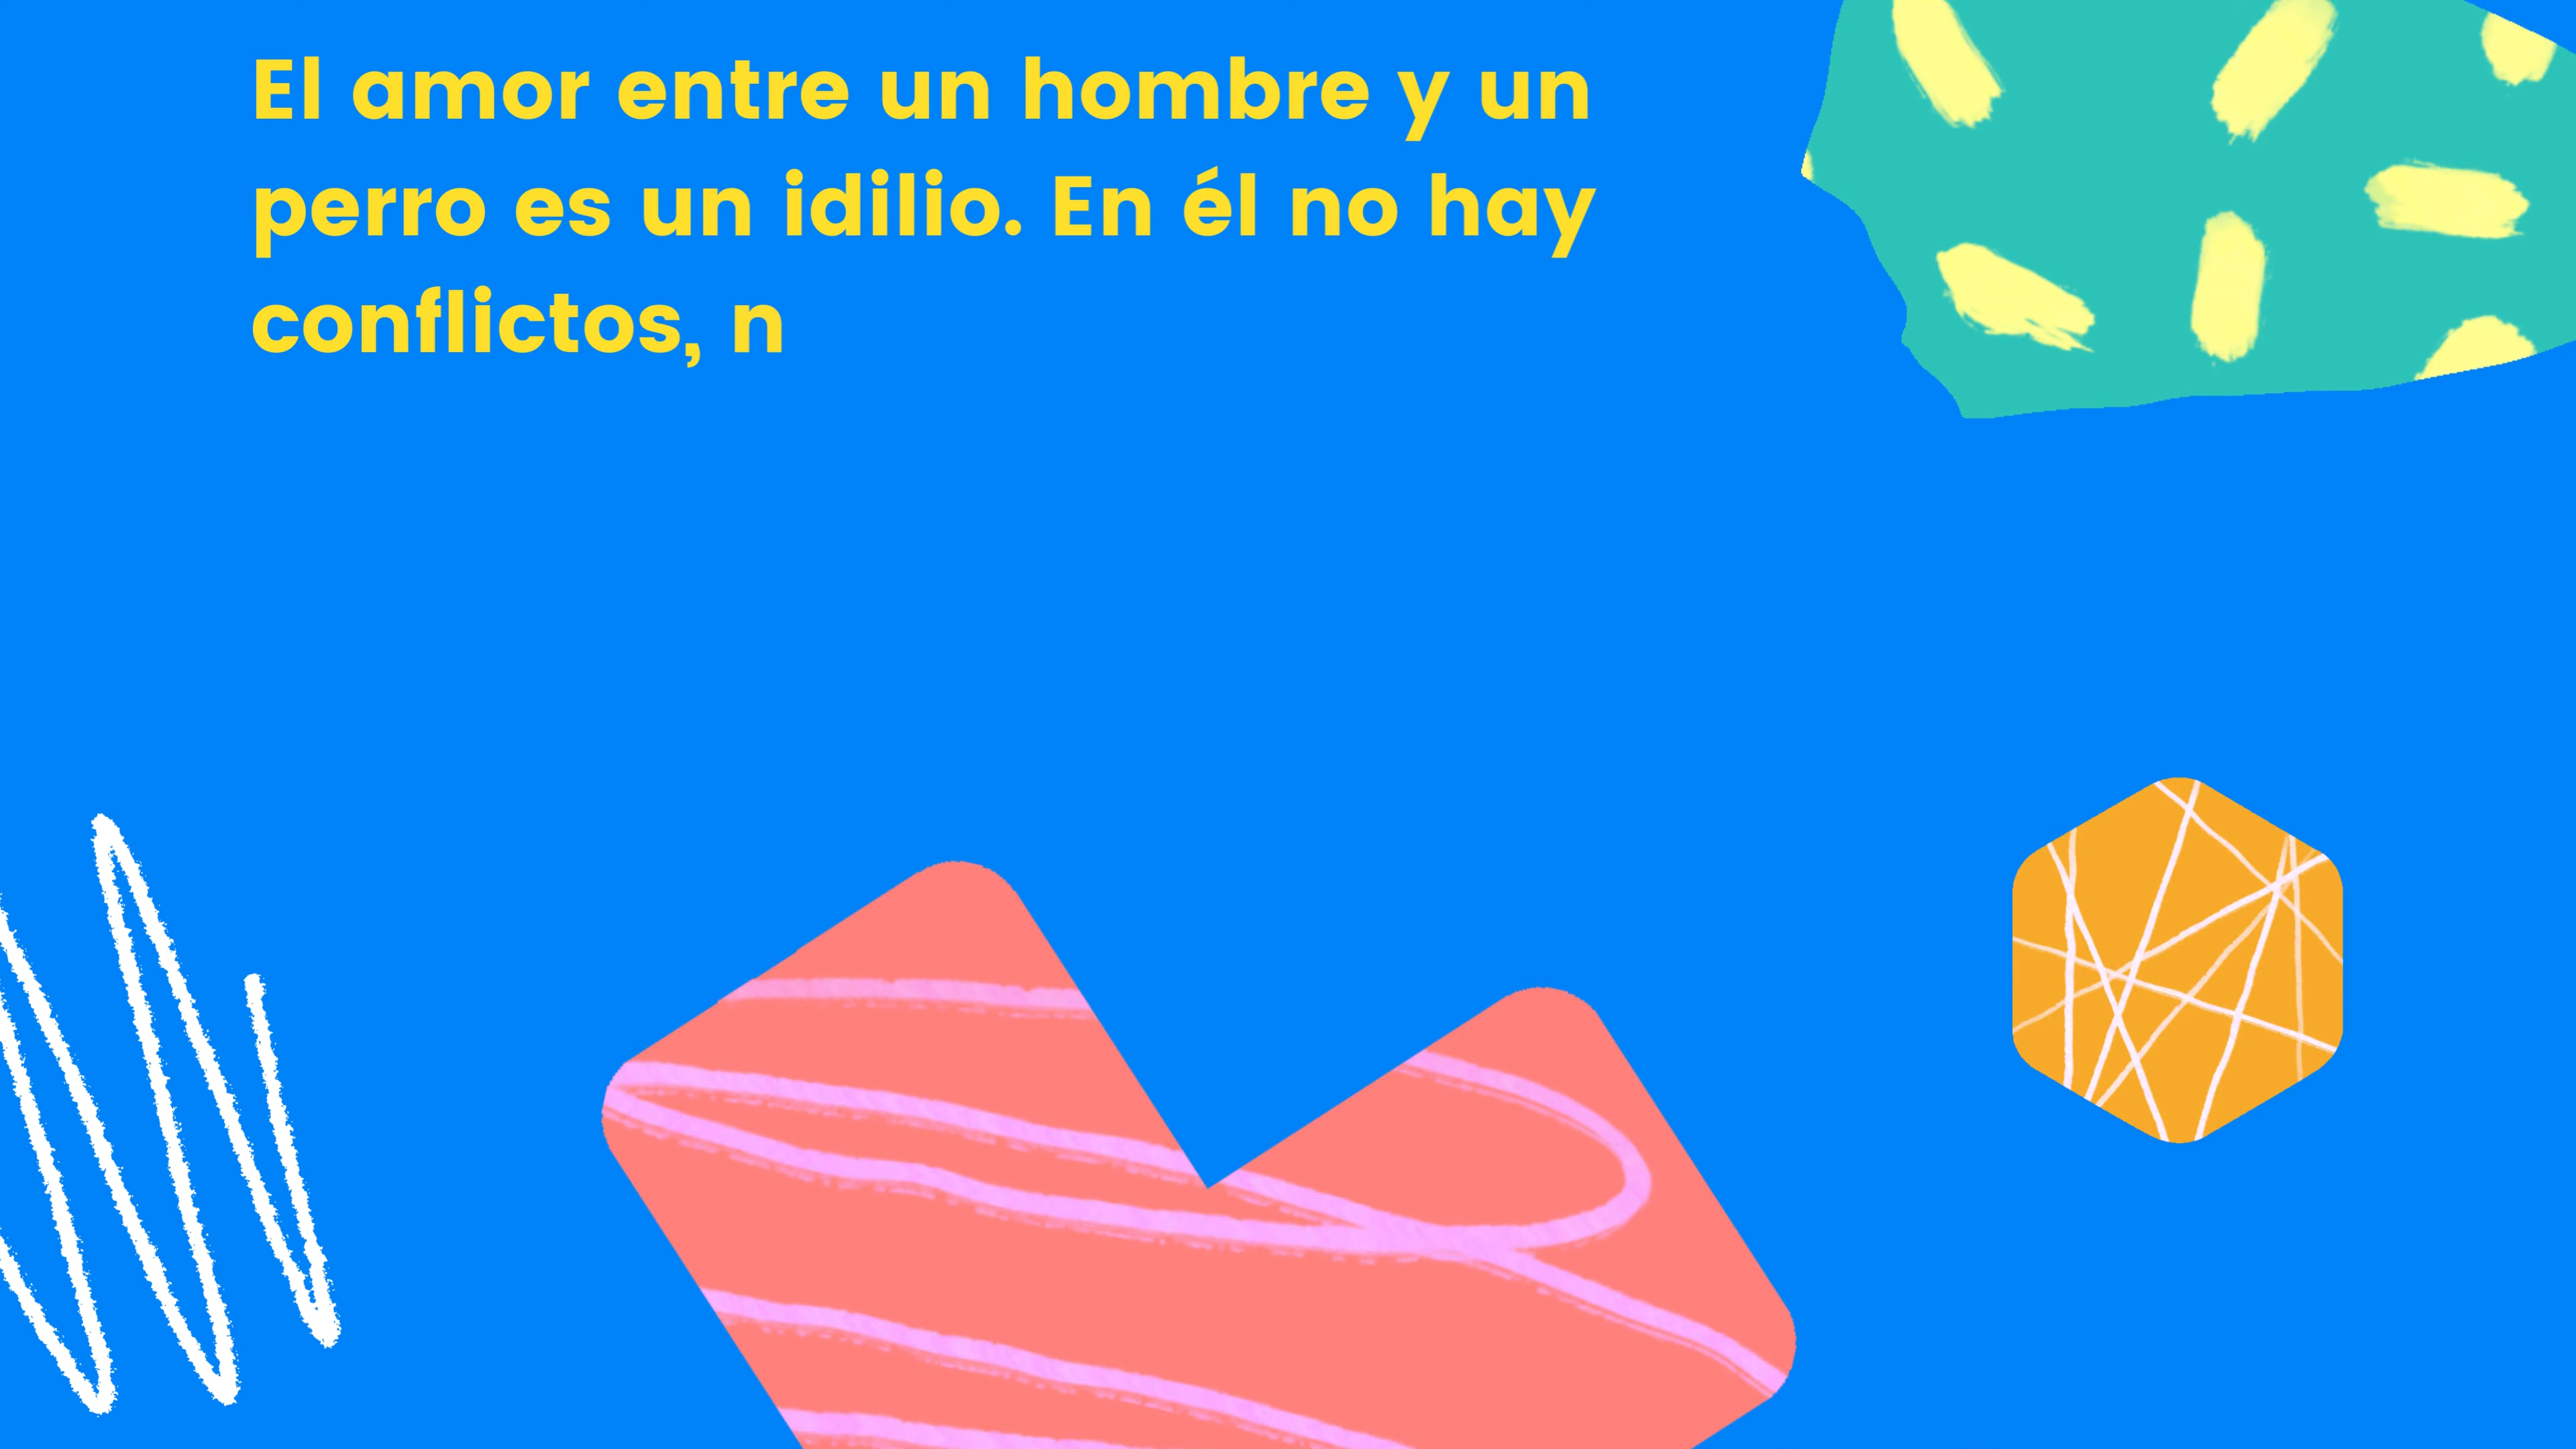 El amor entre un hombre y un
perro es un idilio. En él no hay
conflictos, n